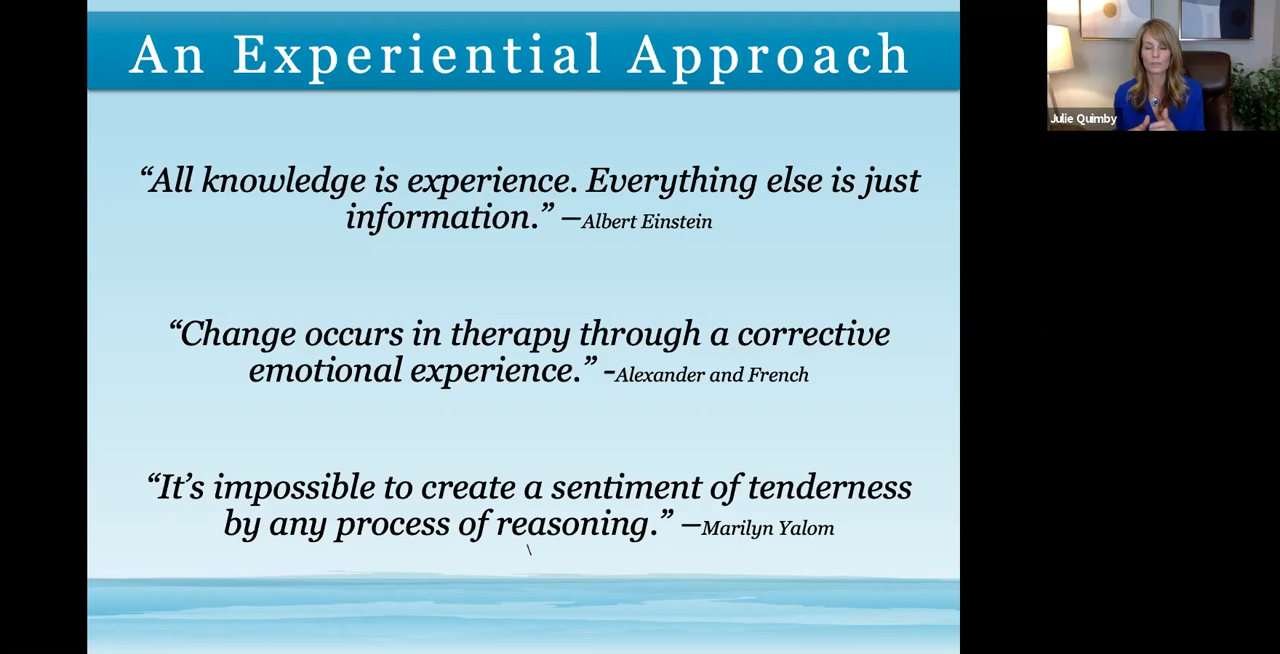 An Experiential Approach
“All knowledge is experience. Everything else is just
information.” —Albert Einstein
“Change occurs in therapy through a corrective
emotional experience.” -Alexander and French
“It’s impossible to create a sentiment of tenderness
by any process of reasoning.” —Marilyn Yalom
\
Julie Quimby